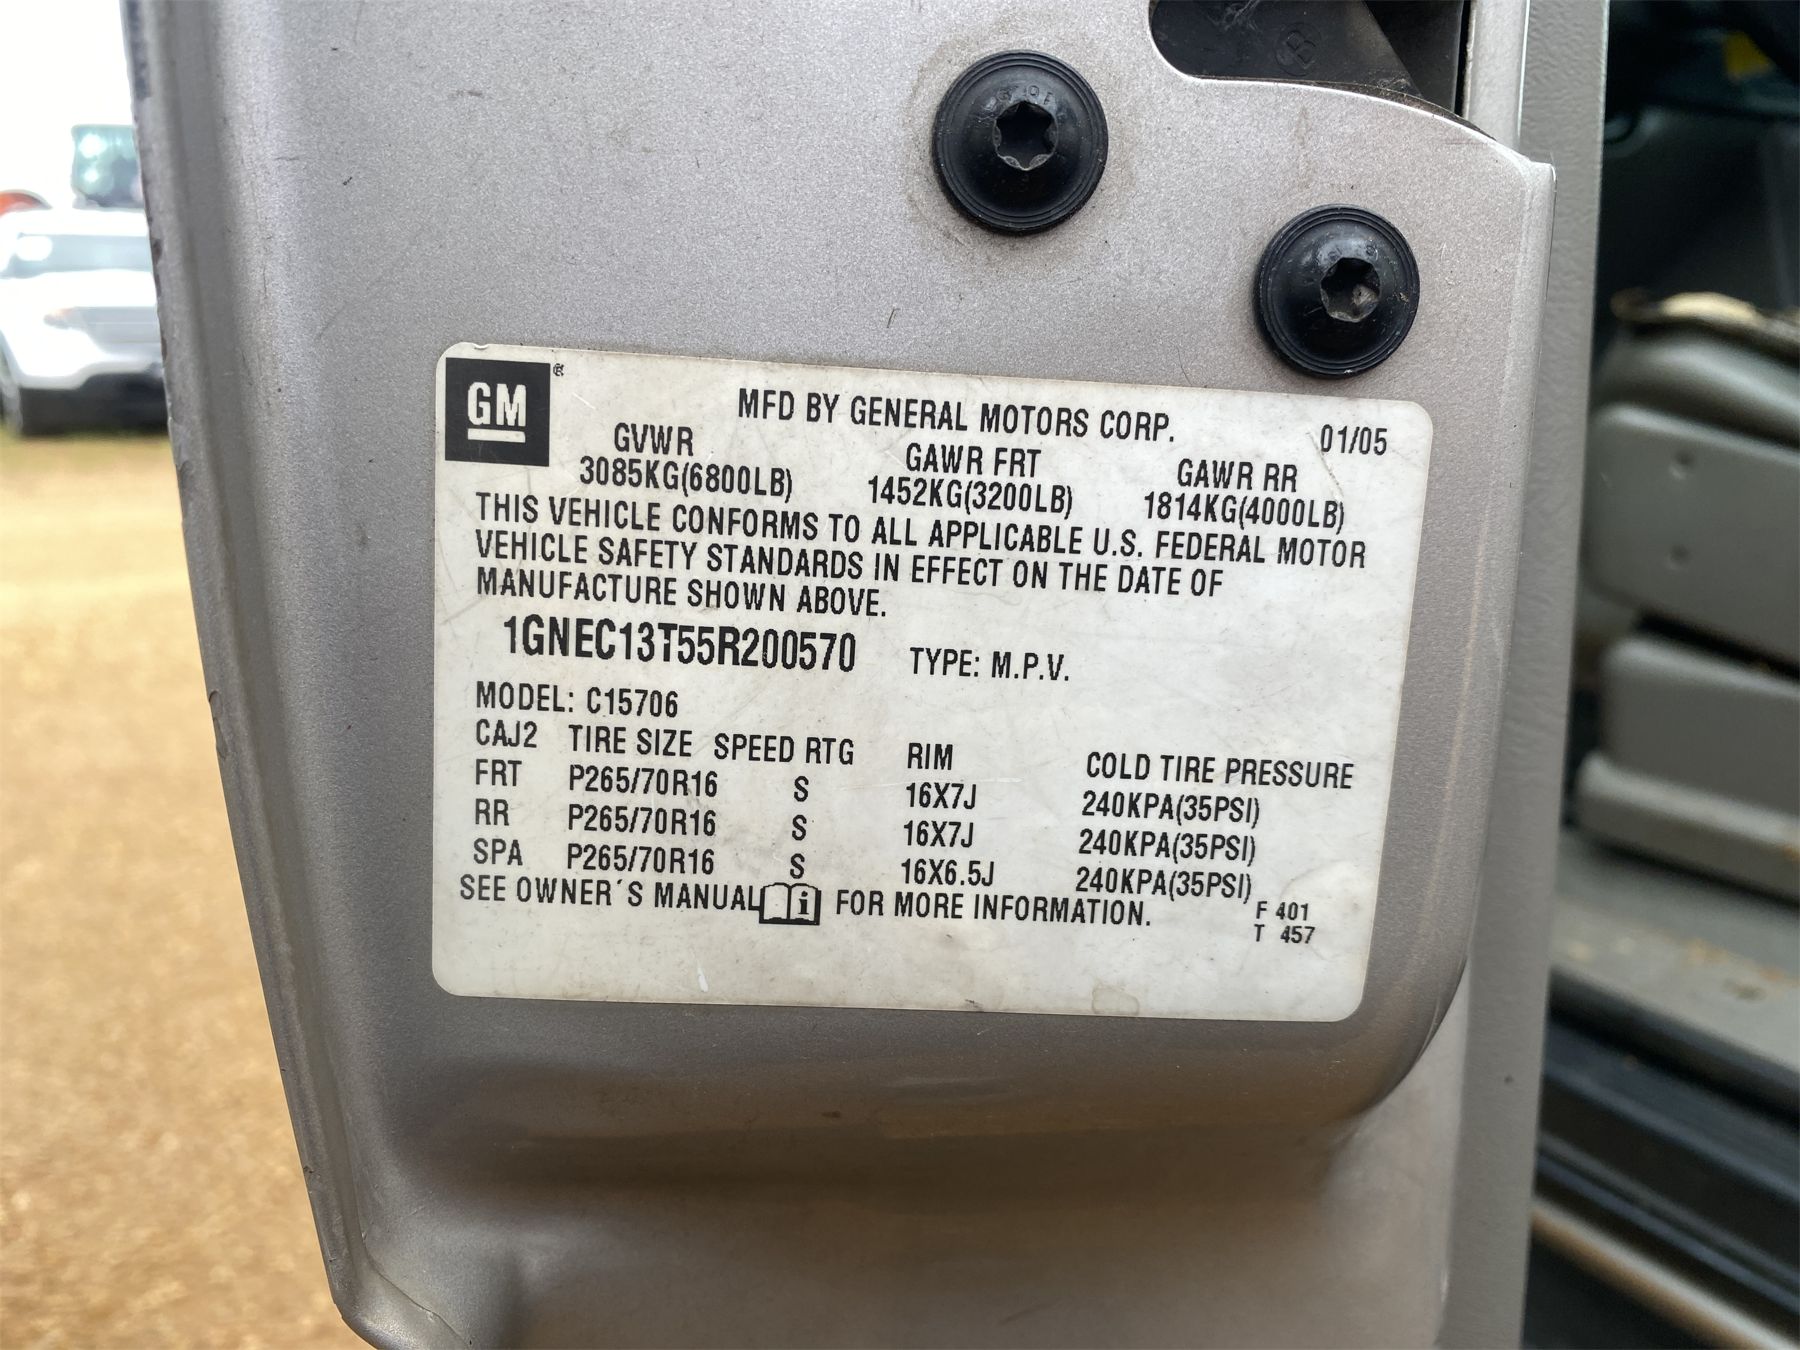 GM
MFD BY GENERAL MOTORS CORP. 01/05
GVWR GAWR FRT GAWR RR
3085KG(6800LB) 1452KG(3200LB) 1814KG(4000LB)
THIS VEHICLE CONFORMS TO ALL APPLICABLE U.S. FEDERAL MOTOR
VEHICLE SAFETY STANDARDS IN EFFECT ON THE DATE OF
MANUFACTURE SHOWN ABOVE.
1GNEC13T55R200570 TYPE: M.P.V.
MODEL: C15706
CAJ2 TIRE SIZE SPEED RTG RIM COLD TIRE PRESSURE
FRT P265/70R16 S 16X7J 240KPA(35PSI)
RR P265/70R16 S 16X7J 240KPA(35PSI)
SPA P265/70R16 S 16X6.5J 240KPA(35PSI)
SEE OWNER´S MANUAL i FOR MORE INFORMATION.
F 401
T 457